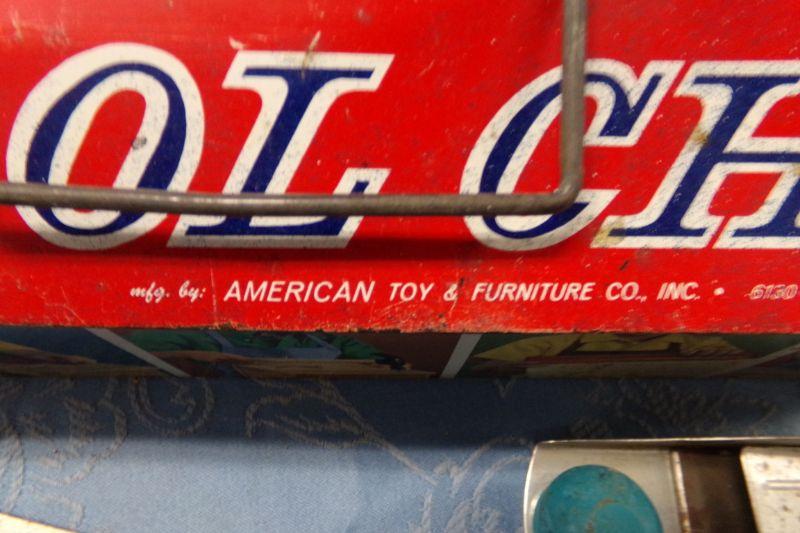 OL CH
mfg. by: AMERICAN TOY & FURNITURE CO., INC. • 6130